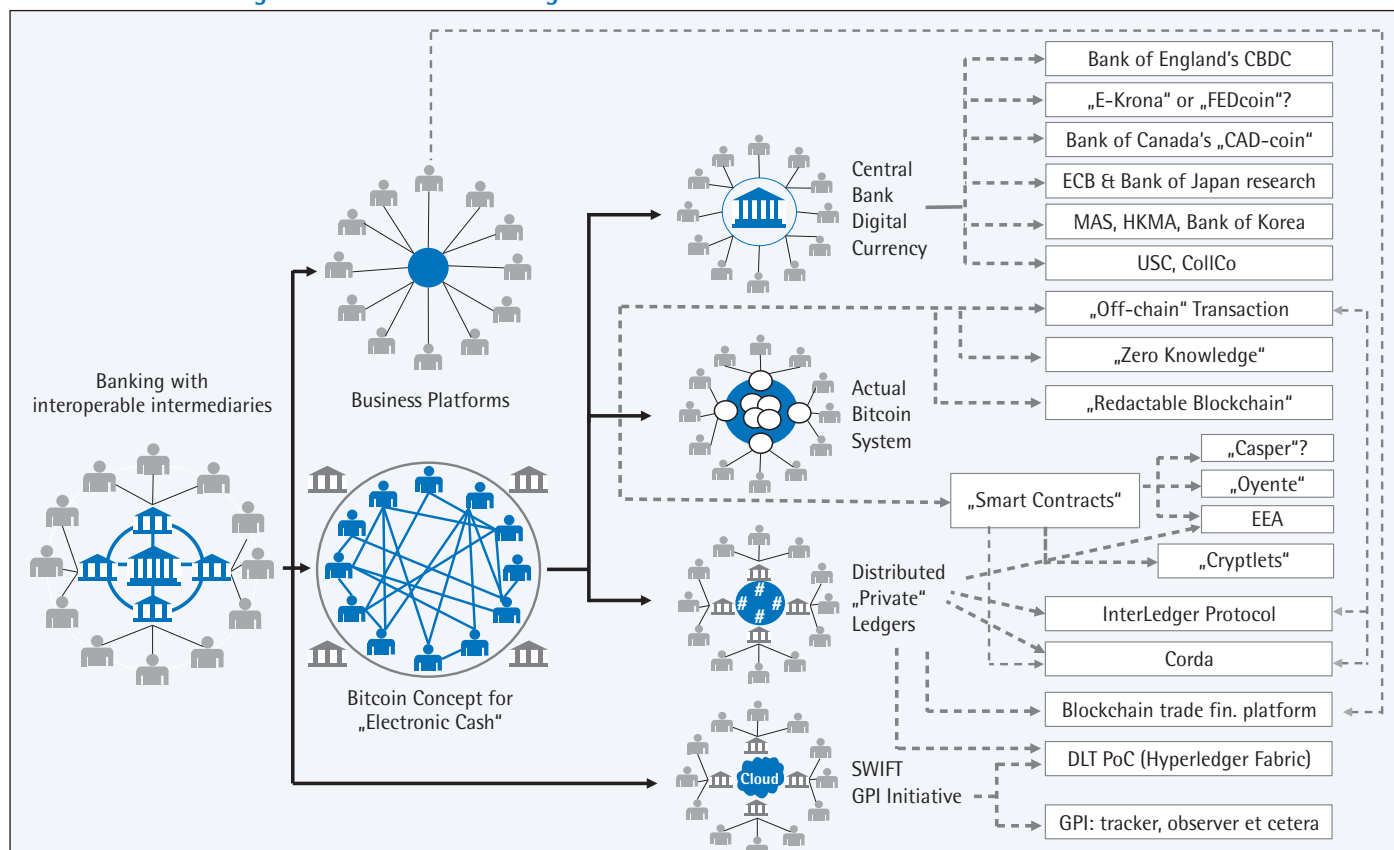 Bank of England's CBDC
„E-Krona“ or „FEDcoin“?
Bank of Canada's „CAD-coin“
ECB & Bank of Japan research
MAS, HKMA, Bank of Korea
USC, CollCo
Central
Bank
Digital
Currency
„Off-chain“ Transaction
„Zero Knowledge“
„Redactable Blockchain“
Banking with
interoperable intermediaries
Business Platforms
Actual
Bitcoin
System
„Casper“?
„Oyente“
EEA
„Smart Contracts“
„Cryptlets“
Distributed
„Private“
Ledgers
#
# #
#
InterLedger Protocol
Corda
Bitcoin Concept for
„Electronic Cash“
Blockchain trade fin. platform
DLT PoC (Hyperledger Fabric)
Cloud
SWIFT
GPI Initiative
GPI: tracker, observer et cetera